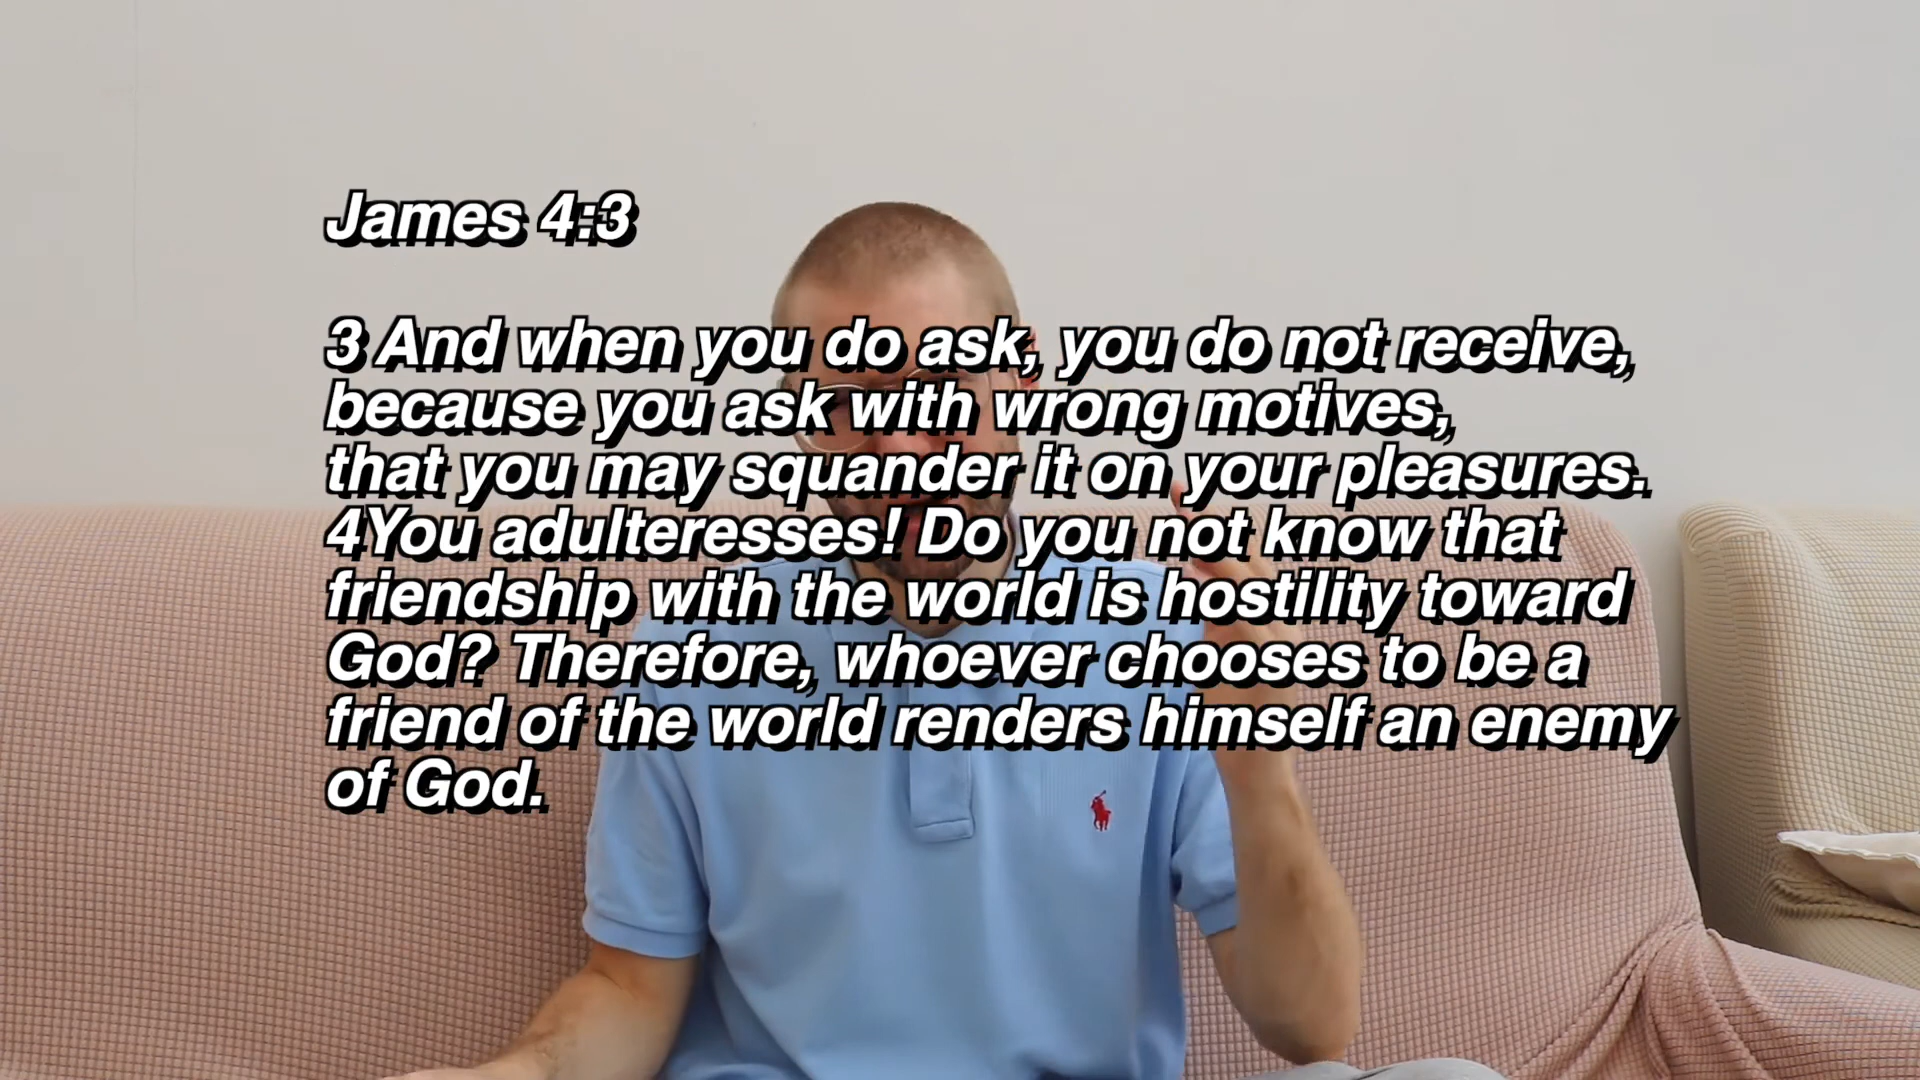 James 4:3
3 And when you do ask, you do not receive,
because you ask with wrong motives,
that you may squander it on your pleasures.
4You adulteresses! Do you not know that
friendship with the world is hostility toward
God? Therefore, whoever chooses to be a
friend of the world renders himself an enemy
of God.